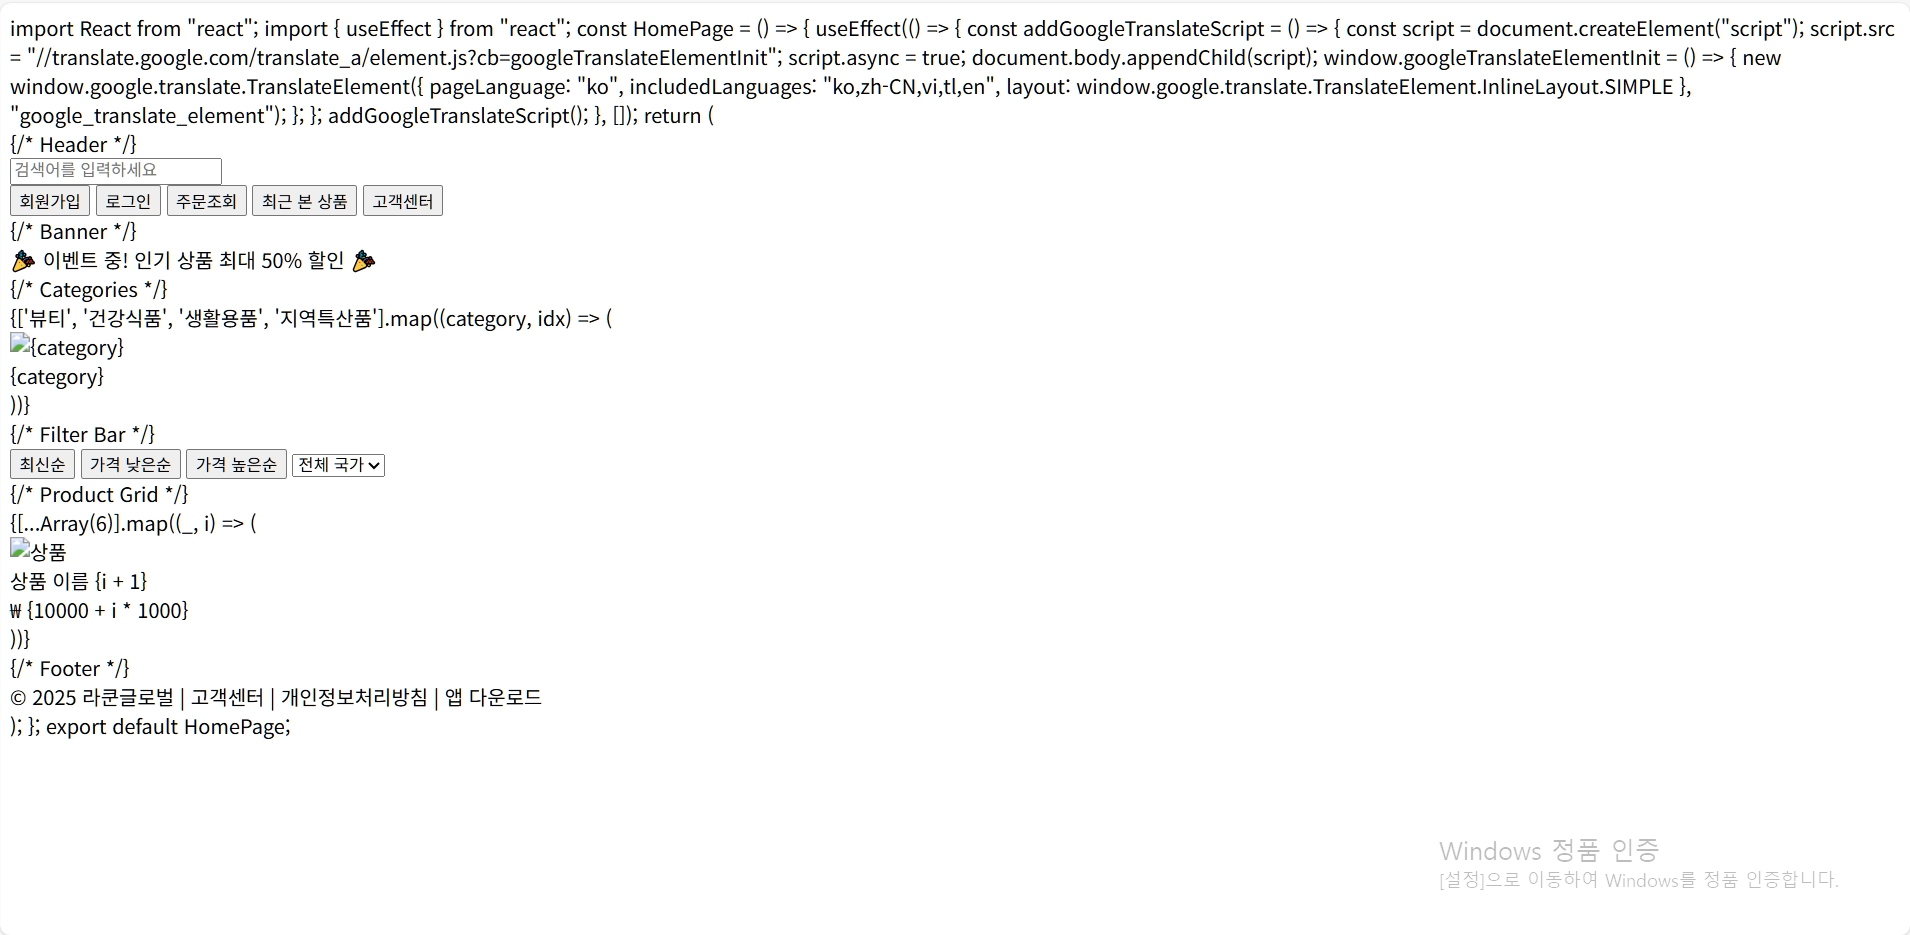 import React from "react"; import { useEffect } from "react"; const HomePage = () => { useEffect(() => { const addGoogleTranslateScript = () => { const script = document.createElement("script"); script.src
= "//translate.google.com/translate_a/element.js?cb=googleTranslateElementInit"; script.async = true; document.body.appendChild(script); window.googleTranslateElementInit = () => { new
window.google.translate.TranslateElement({ pageLanguage: "ko", includedLanguages: "ko,zh-CN,vi,tl,en", layout: window.google.translate.TranslateElement.InlineLayout.SIMPLE },
"google_translate_element"); }; }; addGoogleTranslateScript(); }, []); return (
{/* Header */}
검색어를 입력하세요
회원가입 로그인 주문조회 최근 본 상품 고객센터
{/* Banner */}
🎉 이벤트 중! 인기 상품 최대 50% 할인 🎉
{/* Categories */}
{['뷰티', '건강식품', '생활용품', '지역특산품'].map((category, idx) => (
{category}
{category}
))}
{/* Filter Bar */}
최신순 가격 낮은순 가격 높은순 전체 국가
{/* Product Grid */}
{[...Array(6)].map((_, i) => (
상품
상품 이름 {i + 1}
₩ {10000 + i * 1000}
))}
{/* Footer */}
© 2025 라쿤글로벌 | 고객센터 | 개인정보처리방침 | 앱 다운로드
); }; export default HomePage;
Windows 정품 인증
[설정]으로 이동하여 Windows를 정품 인증합니다.